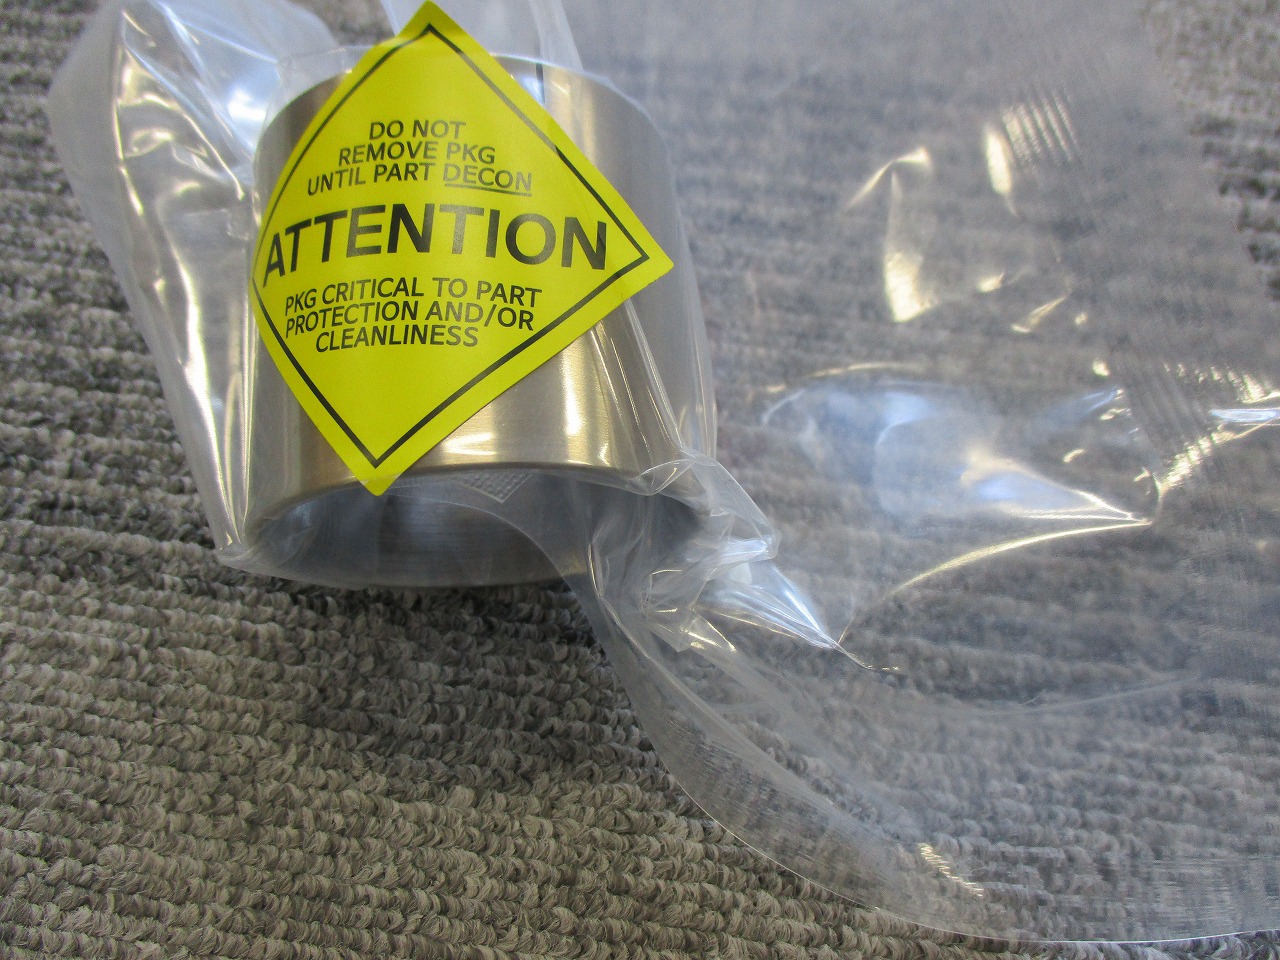 DO NOT
REMOVE PKG
UNTIL PART DECON
ATTENTION
PKG CRITICAL TO PART
PROTECTION AND/OR
CLEANLINESS